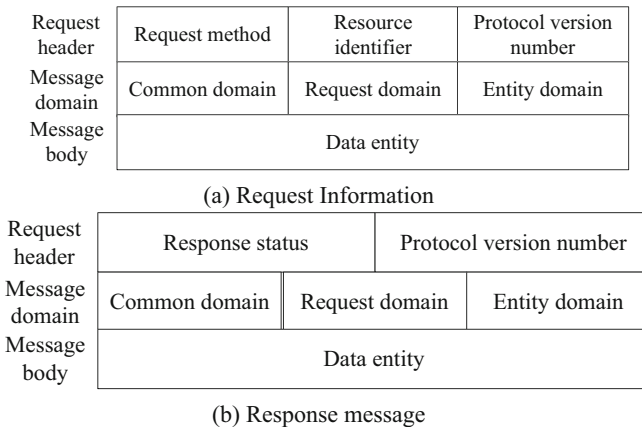 Request header
Request method
Resource identifier
Protocol version number
Message domain
Common domain
Request domain
Entity domain
Message body
Data entity
(a) Request Information
Request header
Response status
Protocol version number
Message domain
Common domain
Request domain
Entity domain
Message body
Data entity
(b) Response message